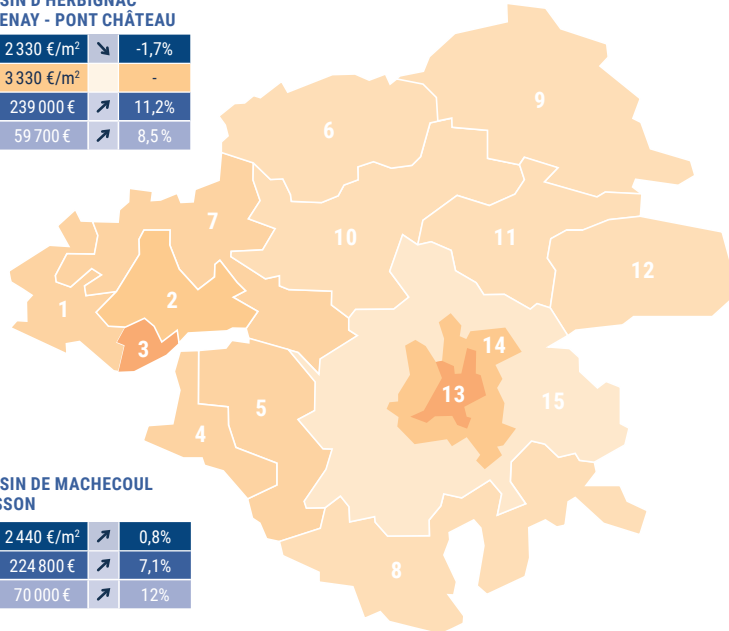 ENAY - PONT CHÂTEAU
2 330 €/m² ↘ -1,7%
3 330 €/m² -
239 000 € ↗ 11,2%
59 700 € ↗ 8,5%
9
6
7
10
11
12
1
2
3
14
13
15
5
4
SIN DE MACHECOUL
SSON
2 440 €/m² ↗ 0,8%
224 800 € ↗ 7,1%
70 000 € ↗ 12%
8